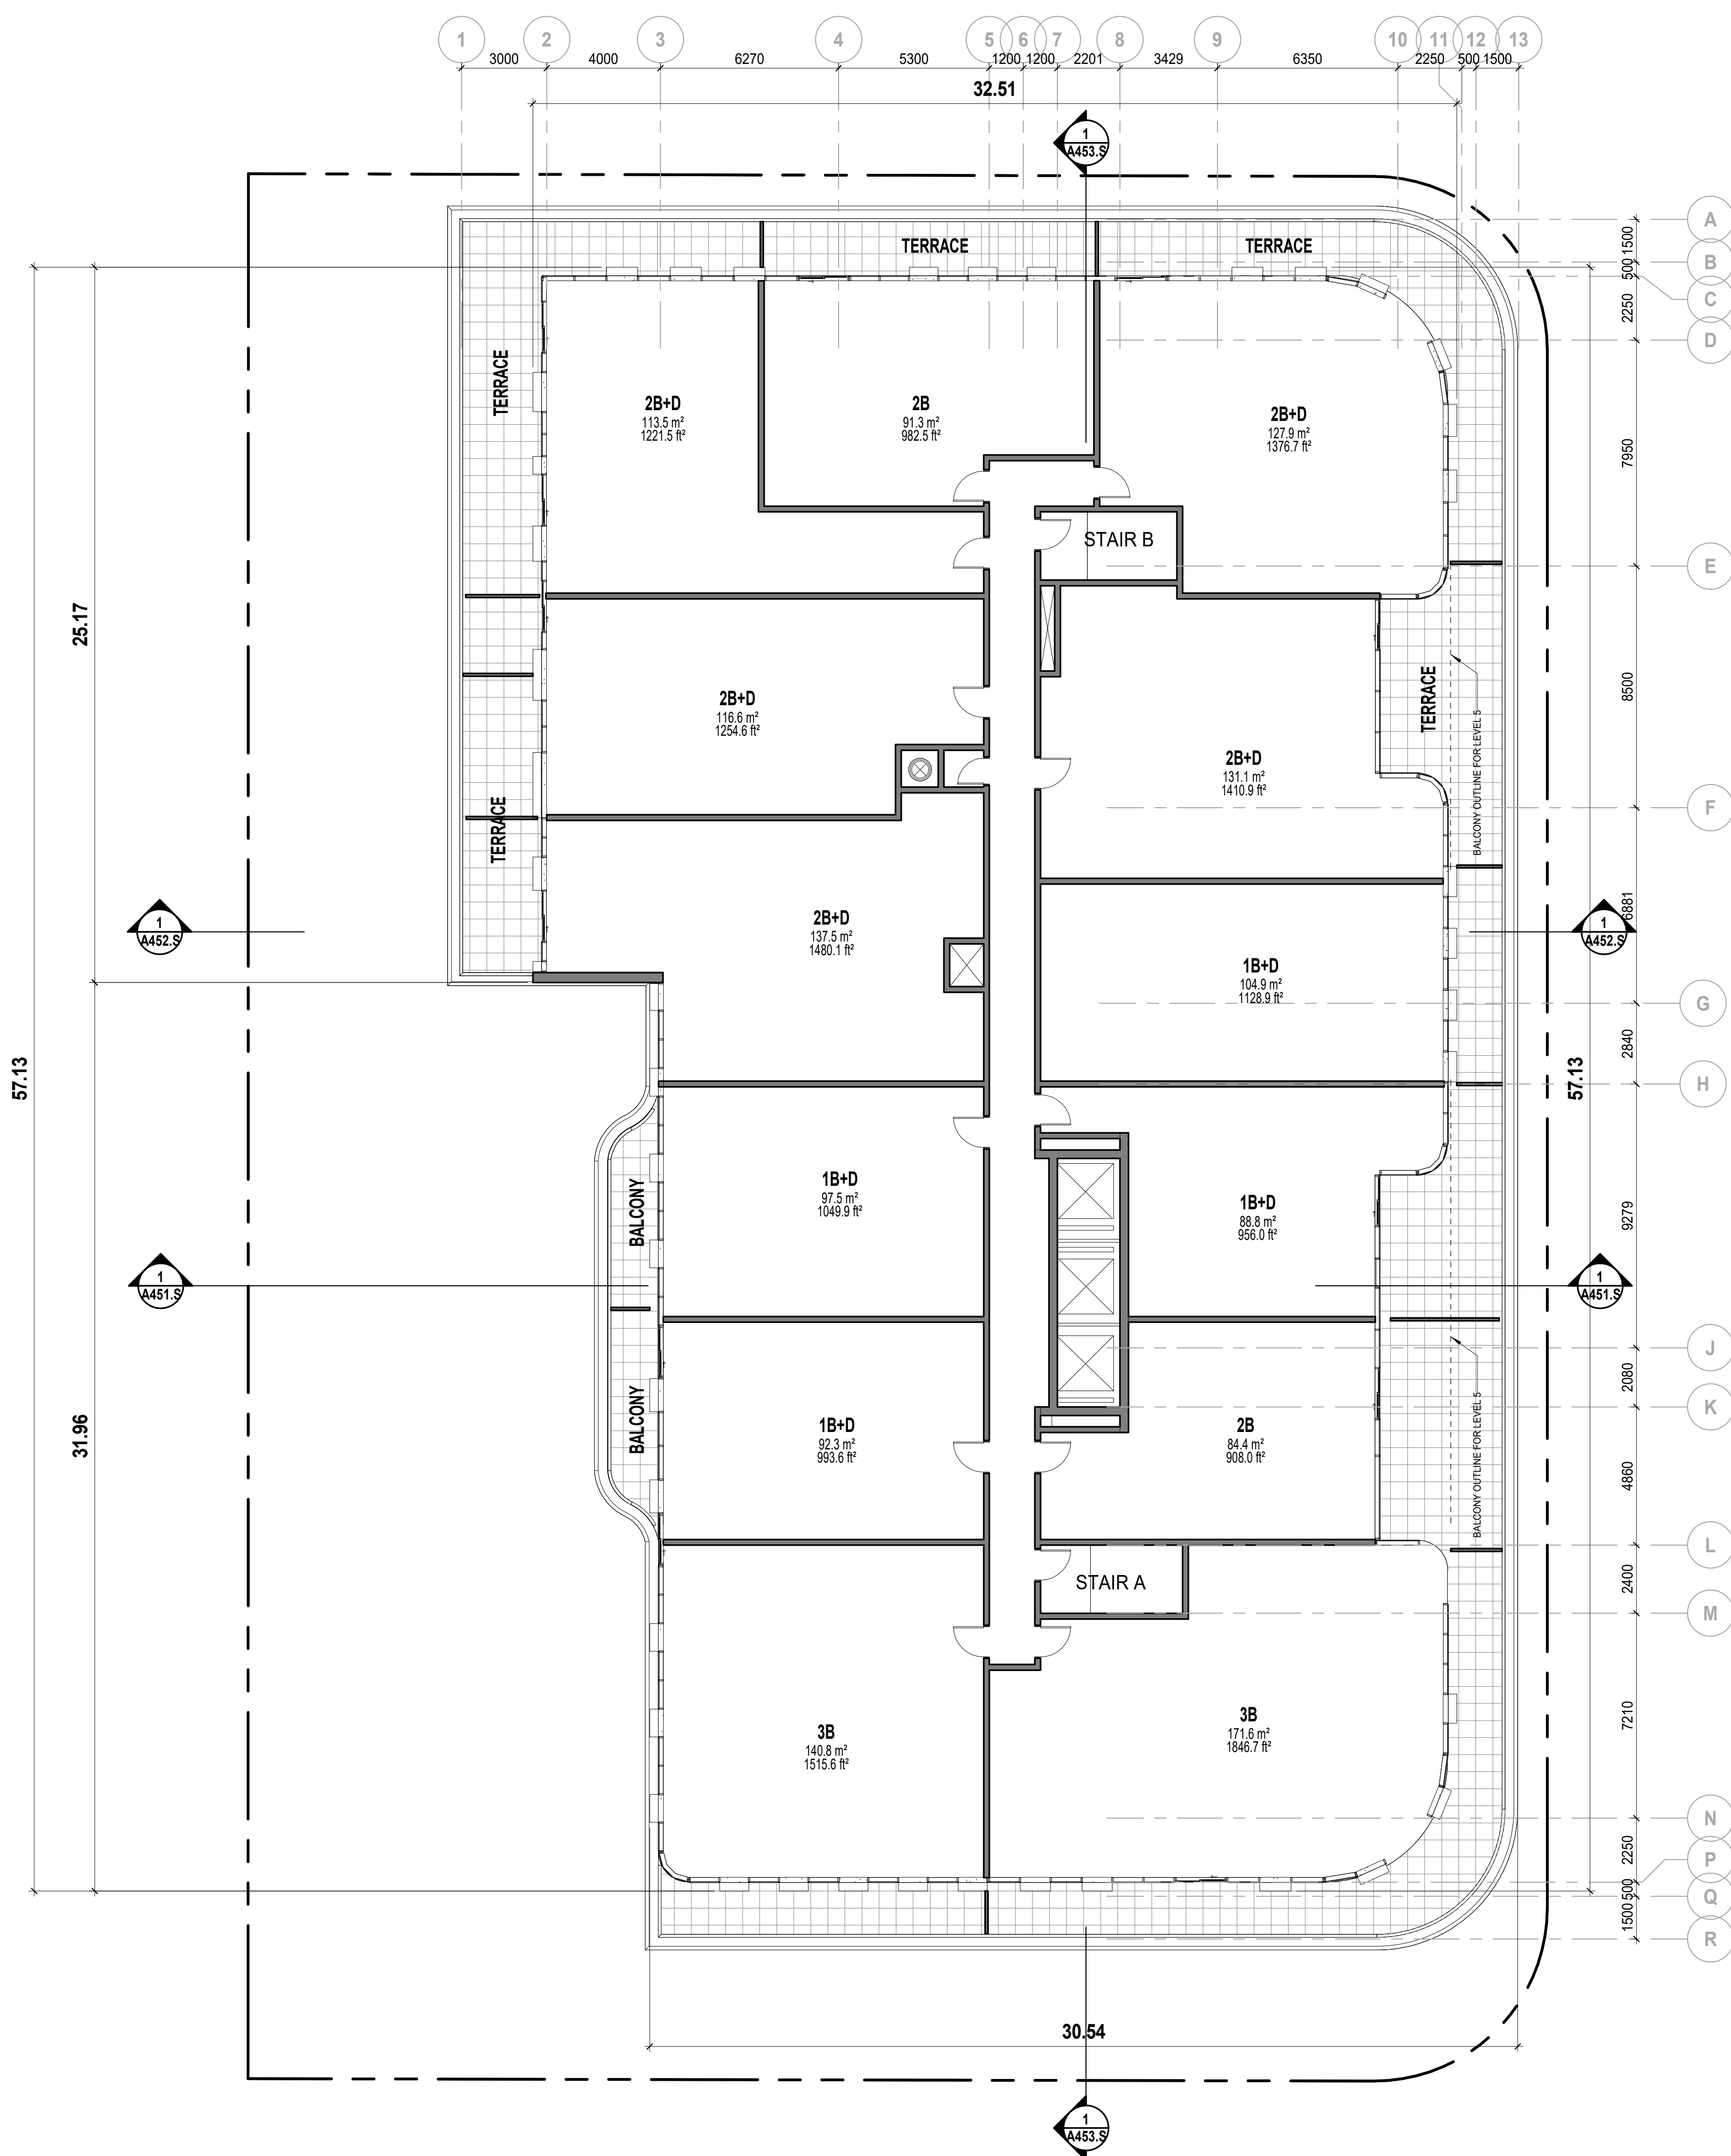 1 2 3 4 5 6 7 8 9 10 11 12 13
3000 4000 6270 5300 1200 1200 2201 3429 6350 2250 500 1500
32.51
1
A453.S
A
1500
B
500
C
2250
D
TERRACE
TERRACE
TERRACE
2B+D
113.5 m²
1221.5 ft²
2B
91.3 m²
982.5 ft²
2B+D
127.9 m²
1376.7 ft²
7950
STAIR B
E
25.17
2B+D
116.6 m²
1254.6 ft²
TERRACE
BALCONY OUTLINE FOR LEVEL 5
8500
2B+D
131.1 m²
1410.9 ft²
TERRACE
F
1
A452.S
2B+D
137.5 m²
1480.1 ft²
6881
1
A452.S
1B+D
104.9 m²
1128.9 ft²
G
2840
57.13
57.13
H
BALCONY
1B+D
97.5 m²
1049.9 ft²
1B+D
88.8 m²
956.0 ft²
9279
1
A451.S
1
A451.S
J
2080
K
31.96
BALCONY
1B+D
92.3 m²
993.6 ft²
2B
84.4 m²
908.0 ft²
BALCONY OUTLINE FOR LEVEL 5
4860
L
STAIR A
2400
M
3B
140.8 m²
1515.6 ft²
3B
171.6 m²
1846.7 ft²
7210
N
2250
P
500
Q
1500
R
30.54
1
A453.S